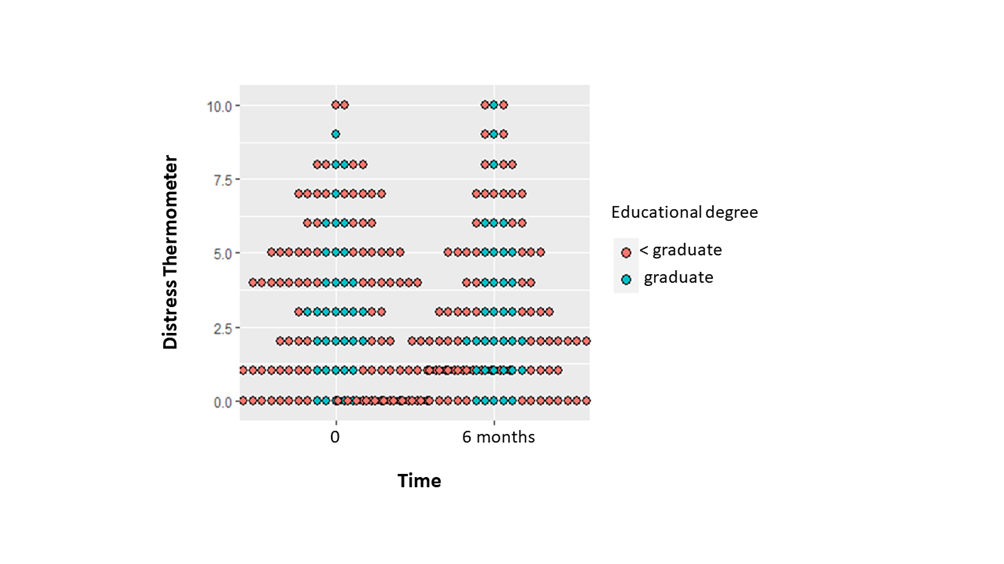 Distress Thermometer
10.0
7.5
5.0
2.5
0.0
0
6 months
Time
Educational degree
< graduate
graduate